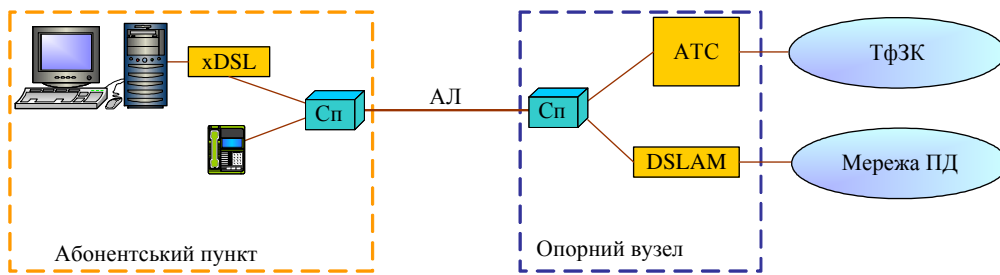 xDSL
Сп
АЛ
Сп
АТС
ТфЗК
DSLAM
Мережа ПД
Абонентський пункт
Опорний вузел